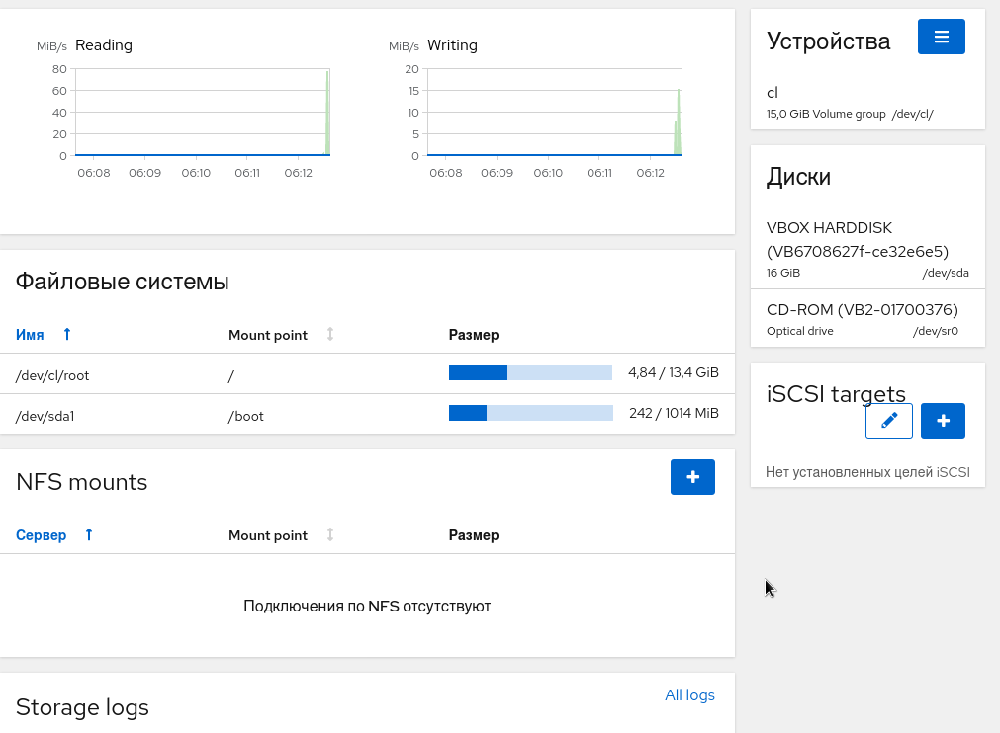 MiB/s Reading
80
60
40
20
0
06:08 06:09 06:10 06:11 06:12
MiB/s Writing
20
15
10
5
0
06:08 06:09 06:10 06:11 06:12
Файловые системы
Имя Mount point Размер
/dev/cl/root / 4,84 / 13,4 GiB
/dev/sda1 /boot 242 / 1014 MiB
NFS mounts
Сервер Mount point Размер
Подключения по NFS отсутствуют
Storage logs All logs
Устройства
cl
15,0 GiB Volume group /dev/cl/
Диски
VBOX HARDDISK
(VB6708627f-ce32e6e5)
16 GiB /dev/sda
CD-ROM (VB2-01700376)
Optical drive /dev/sr0
iSCSI targets
Нет установленных целей iSCSI